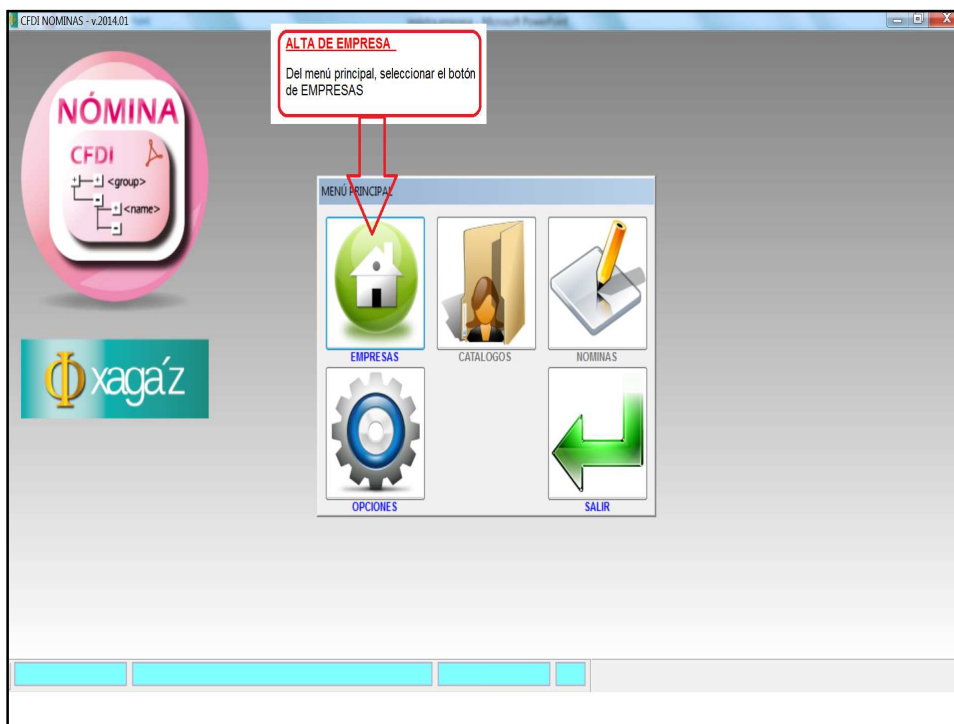 CFDI NOMINAS - v.2014.01
ALTA DE EMPRESA
Del menú principal, seleccionar el botón
de EMPRESAS
NÓMINA
CFDI
<group>
<name>
xagáz
MENÚ PRINCIPAL
EMPRESAS
CATALOGOS
NOMINAS
OPCIONES
SALIR